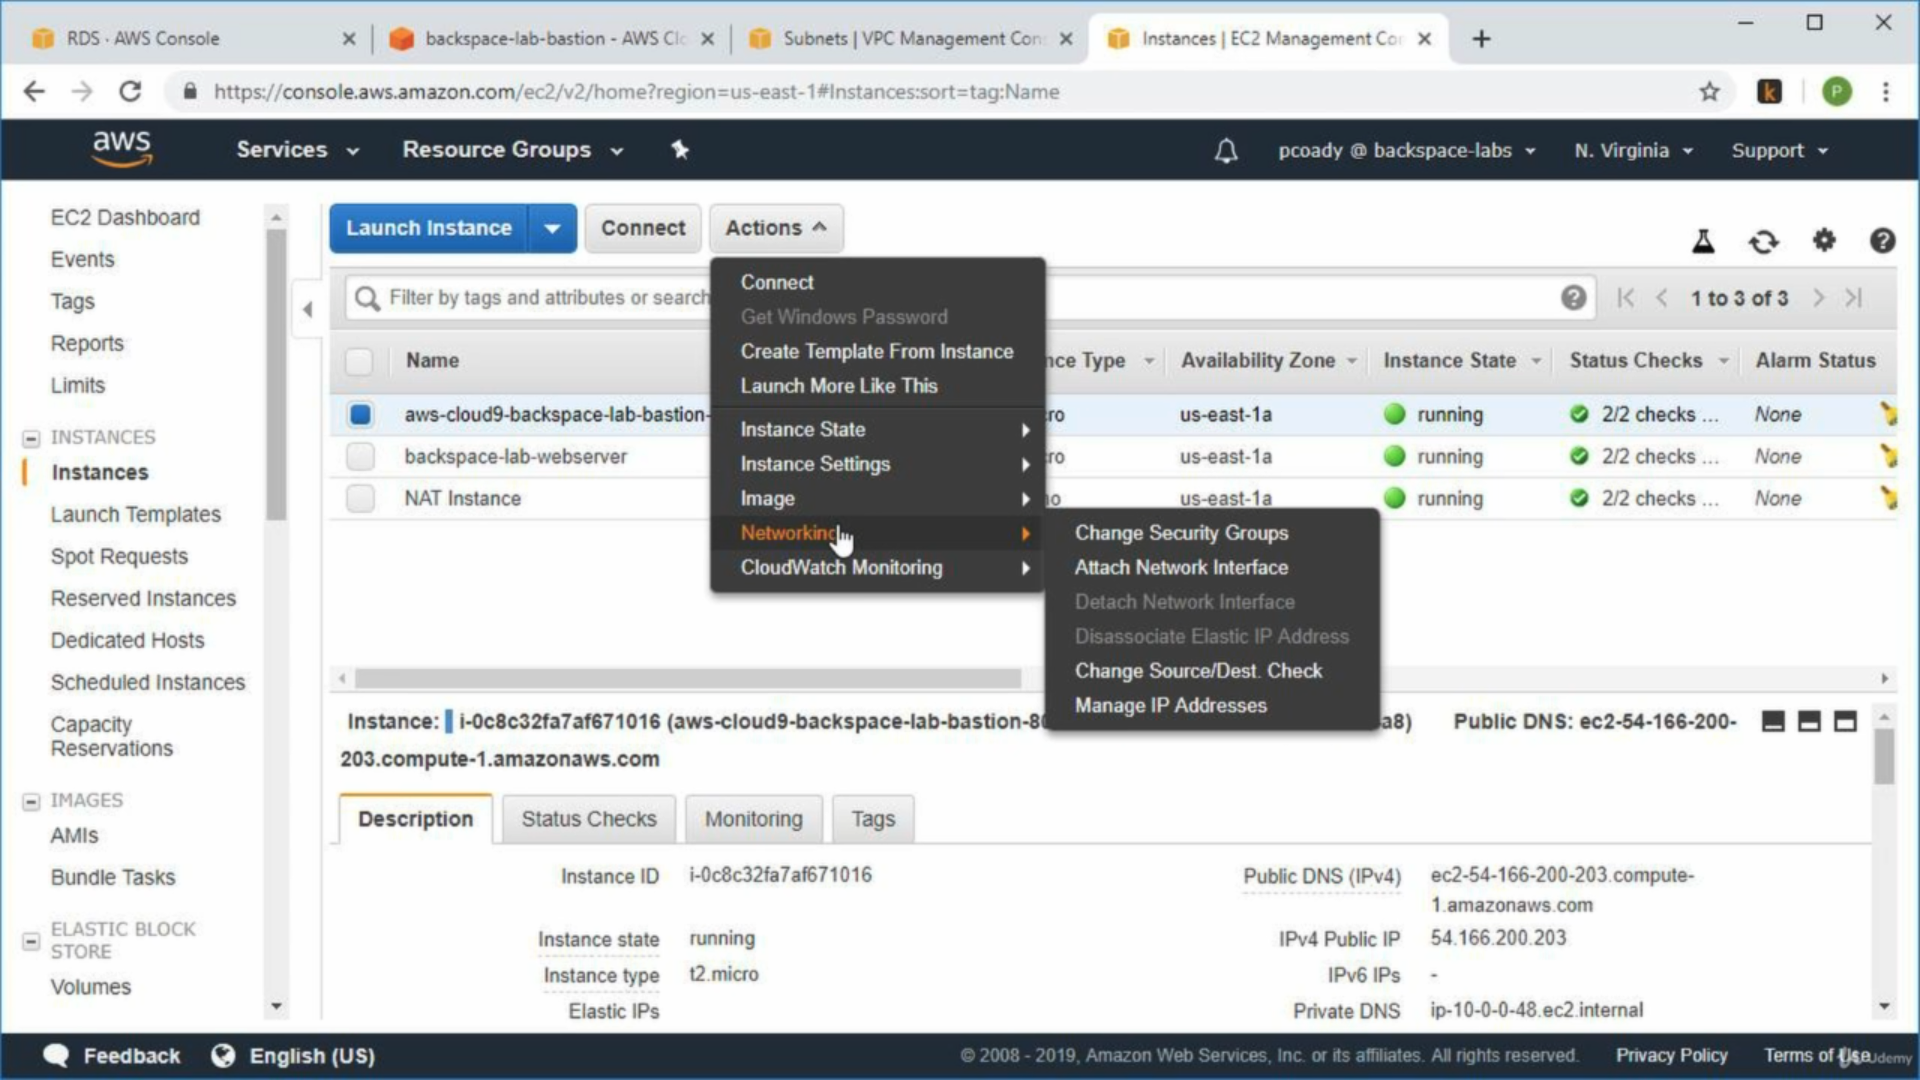 RDS · AWS Console
backspace-lab-bastion - AWS Clo
Subnets | VPC Management Con
Instances | EC2 Management Con
https://console.aws.amazon.com/ec2/v2/home?region=us-east-1#Instances:sort=tag:Name
k
P
aws
Services
Resource Groups
pcoady @ backspace-labs
N. Virginia
Support
EC2 Dashboard
Events
Tags
Reports
Limits
INSTANCES
Instances
Launch Templates
Spot Requests
Reserved Instances
Dedicated Hosts
Scheduled Instances
Capacity
Reservations
IMAGES
AMIs
Bundle Tasks
ELASTIC BLOCK
STORE
Volumes
Launch Instance
Connect
Actions
Filter by tags and attributes or search
1 to 3 of 3
Name
nce Type
Availability Zone
Instance State
Status Checks
Alarm Status
aws-cloud9-backspace-lab-bastion-
ro
us-east-1a
running
2/2 checks ...
None
backspace-lab-webserver
ro
us-east-1a
running
2/2 checks ...
None
NAT Instance
us-east-1a
running
2/2 checks ...
None
Connect
Get Windows Password
Create Template From Instance
Launch More Like This
Instance State
Instance Settings
Image
Networking
CloudWatch Monitoring
Change Security Groups
Attach Network Interface
Detach Network Interface
Disassociate Elastic IP Address
Change Source/Dest. Check
Manage IP Addresses
Instance: i-0c8c32fa7af671016 (aws-cloud9-backspace-lab-bastion-80 a8) Public DNS: ec2-54-166-200-
203.compute-1.amazonaws.com
Description
Status Checks
Monitoring
Tags
Instance ID i-0c8c32fa7af671016
Public DNS (IPv4) ec2-54-166-200-203.compute-
1.amazonaws.com
Instance state running
IPv4 Public IP 54.166.200.203
Instance type t2.micro
IPv6 IPs -
Elastic IPs
Private DNS ip-10-0-0-48.ec2.internal
Feedback
English (US)
© 2008 - 2019, Amazon Web Services, Inc. or its affiliates. All rights reserved.
Privacy Policy
Terms of Use
Udemy